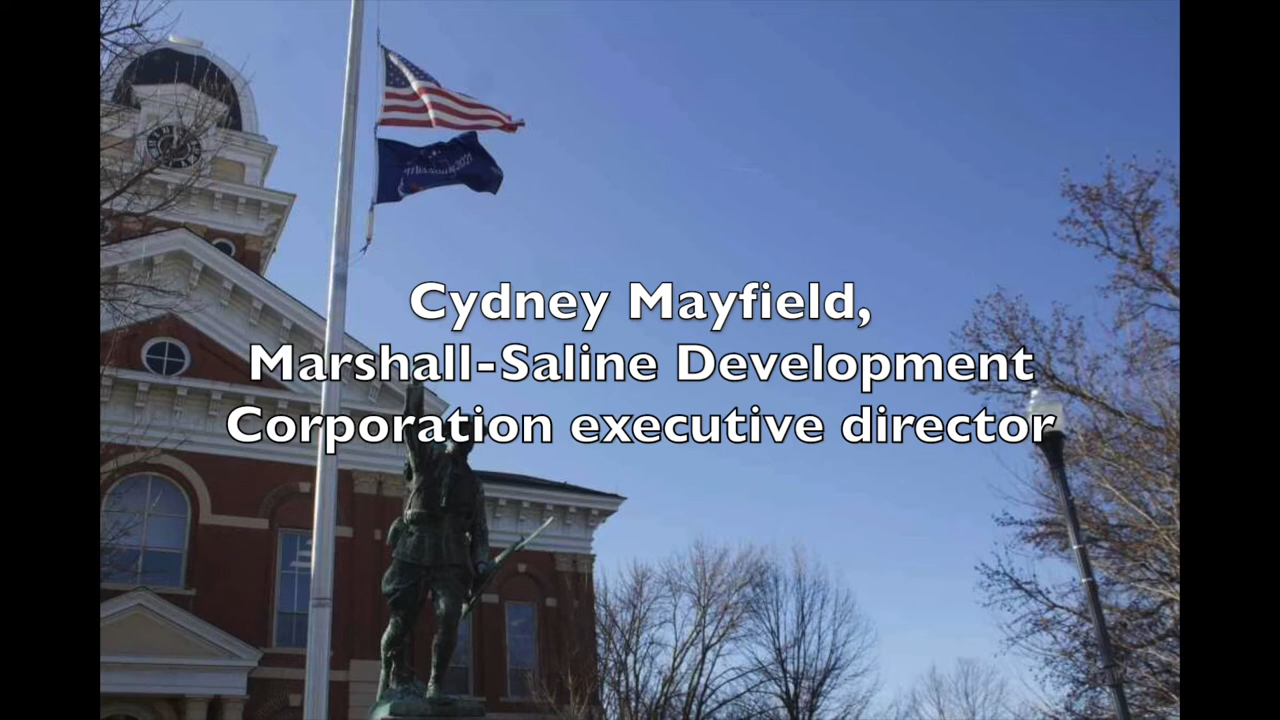 Cydney Mayfield,
Marshall-Saline Development
Corporation executive director